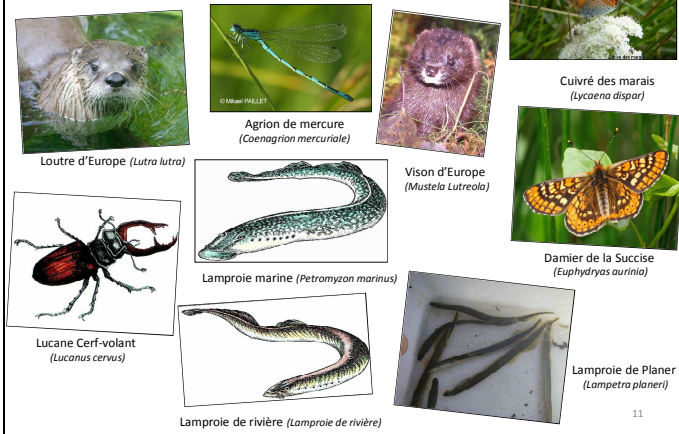 © Mikael PAILLET
Cuivré des marais
(Lycaena dispar)
Agrion de mercure
(Coenagrion mercuriale)
Loutre d’Europe (Lutra lutra)
Vison d’Europe
(Mustela Lutreola)
Damier de la Succise
(Euphydryas aurinia)
Lamproie marine (Petromyzon marinus)
Lucane Cerf-volant
(Lucanus cervus)
Lamproie de Planer
(Lampetra planeri)
Lamproie de rivière (Lamproie de rivière)
11